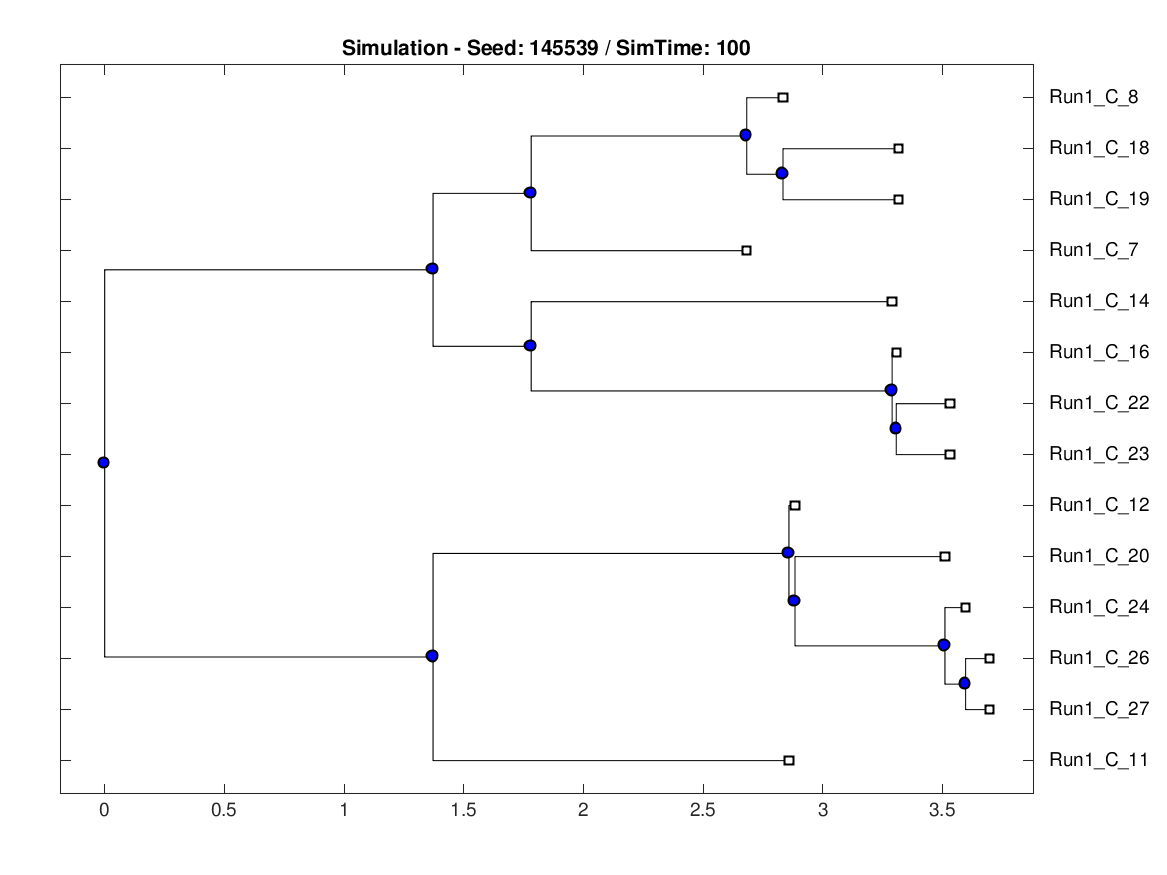 Simulation - Seed: 145539 / SimTime: 100
Run1_C_8
Run1_C_18
Run1_C_19
Run1_C_7
Run1_C_14
Run1_C_16
Run1_C_22
Run1_C_23
Run1_C_12
Run1_C_20
Run1_C_24
Run1_C_26
Run1_C_27
Run1_C_11
0 0.5 1 1.5 2 2.5 3 3.5